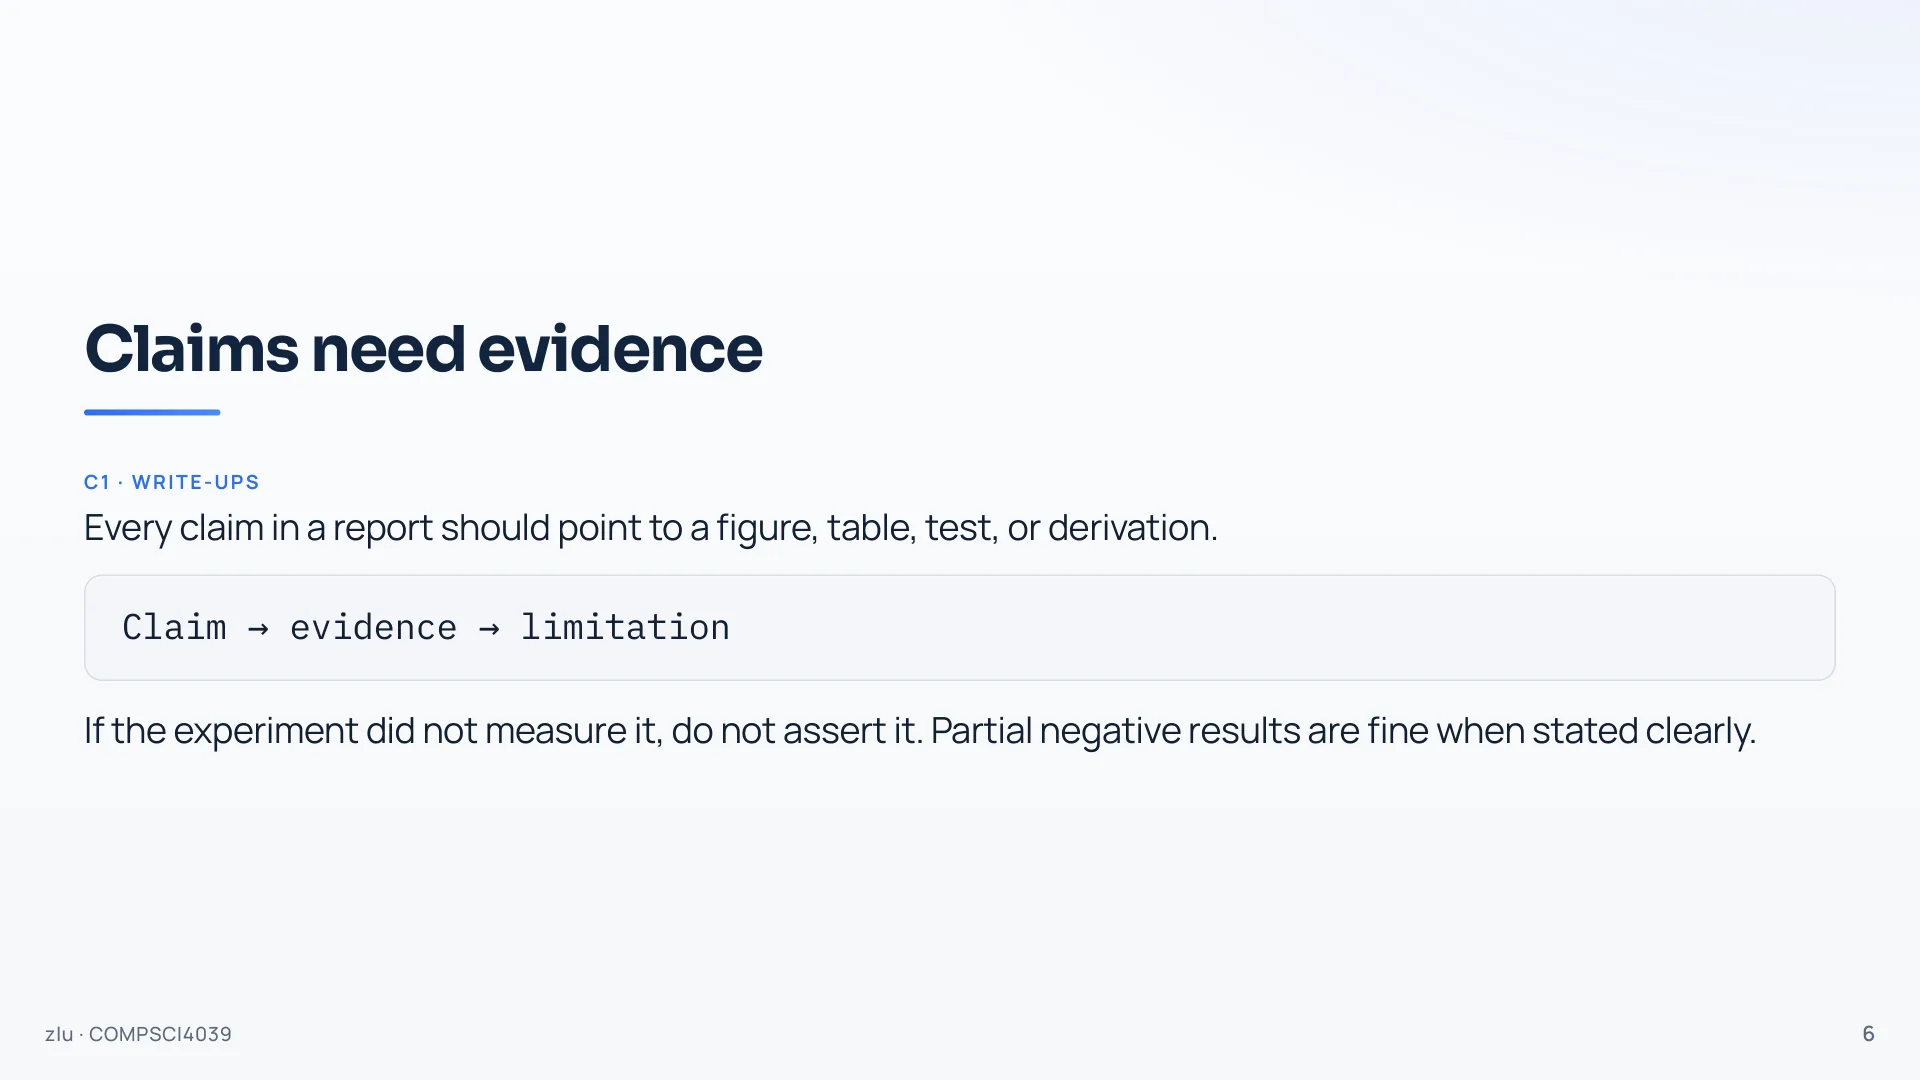 Claims need evidence
C1 · WRITE-UPS
Every claim in a report should point to a figure, table, test, or derivation.
Claim → evidence → limitation
If the experiment did not measure it, do not assert it. Partial negative results are fine when stated clearly.
zlu · COMPSCI4039
6